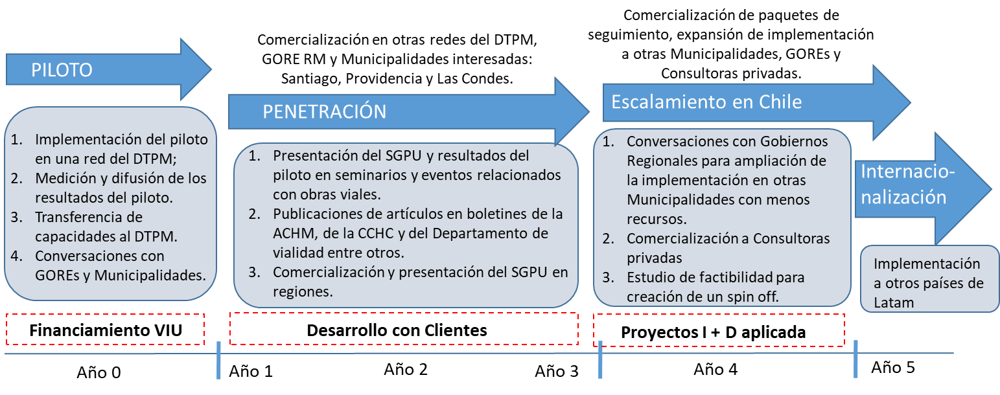 PILOTO
1. Implementación del piloto
en una red del DTPM;
2. Medición y difusión de los
resultados del piloto.
3. Transferencia de
capacidades al DTPM.
4. Conversaciones con
GOREs y Municipalidades.
Financiamiento VIU
Comercialización en otras redes del DTPM,
GORE RM y Municipalidades interesadas:
Santiago, Providencia y Las Condes.
PENETRACIÓN
1. Presentación del SGPU y resultados del
piloto en seminarios y eventos relacionados
con obras viales.
2. Publicaciones de artículos en boletines de la
ACHM, de la CCHC y del Departamento de
vialidad entre otros.
3. Comercialización y presentación del SGPU en
regiones.
Desarrollo con Clientes
Comercialización de paquetes de
seguimiento, expansión de implementación
a otras Municipalidades, GOREs y
Consultoras privadas.
Escalamiento en Chile
1. Conversaciones con Gobiernos
Regionales para ampliación de
la implementación en otras
Municipalidades con menos
recursos.
2. Comercialización a Consultoras
privadas
3. Estudio de factibilidad para
creación de un spin off.
Proyectos I + D aplicada
Internacio-
nalización
Implementación
a otros países de
Latam
Año 0
Año 1
Año 2
Año 3
Año 4
Año 5